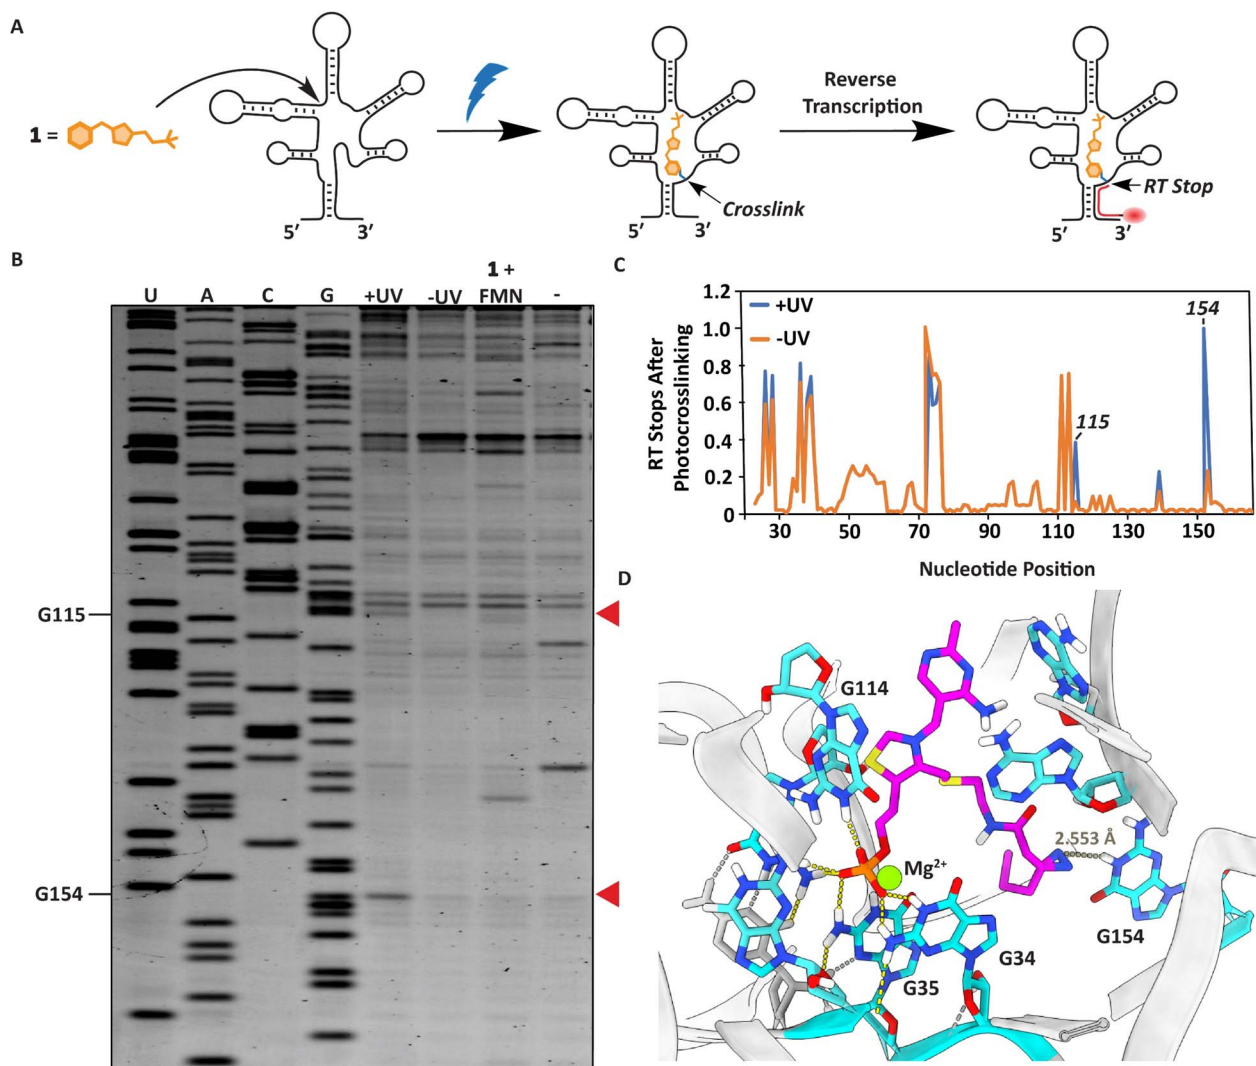 A
1 =
5′ 3′
Crosslink
5′ 3′
Reverse
Transcription
RT Stop
5′ 3′
B
U A C G +UV -UV 1 + FMN -
G115
G154
C
RT Stops After
Photocrosslinking
1.2
1.0
0.8
0.6
0.4
0.2
0
+UV
-UV
115
154
30 50 70 90 110 130 150
Nucleotide Position
D
G114
2.553 Å
Mg²⁺
G154
G34
G35